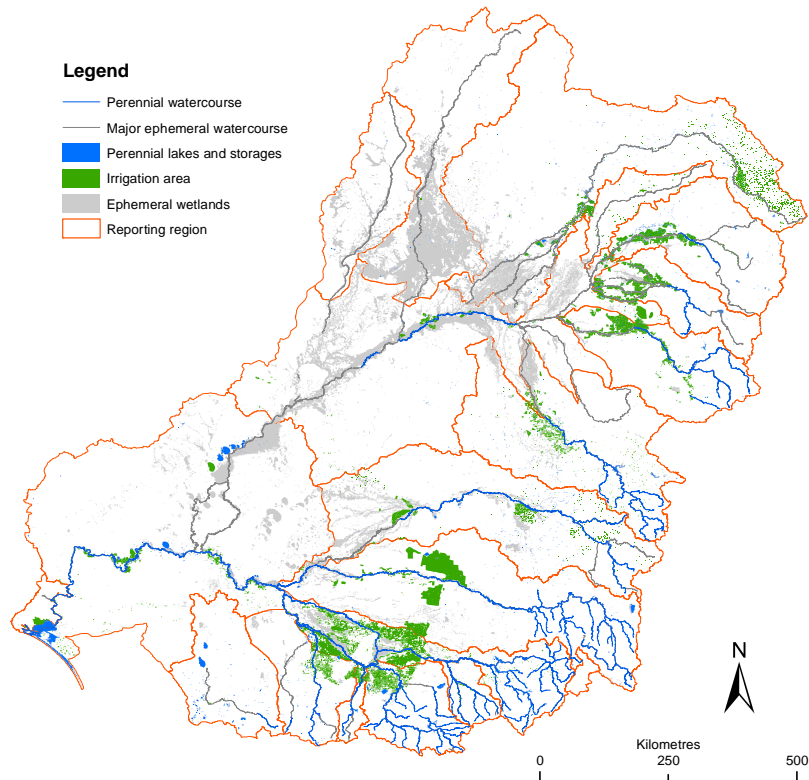 Legend
Perennial watercourse
Major ephemeral watercourse
Perennial lakes and storages
Irrigation area
Ephemeral wetlands
Reporting region
N
Kilometres
0 250 500